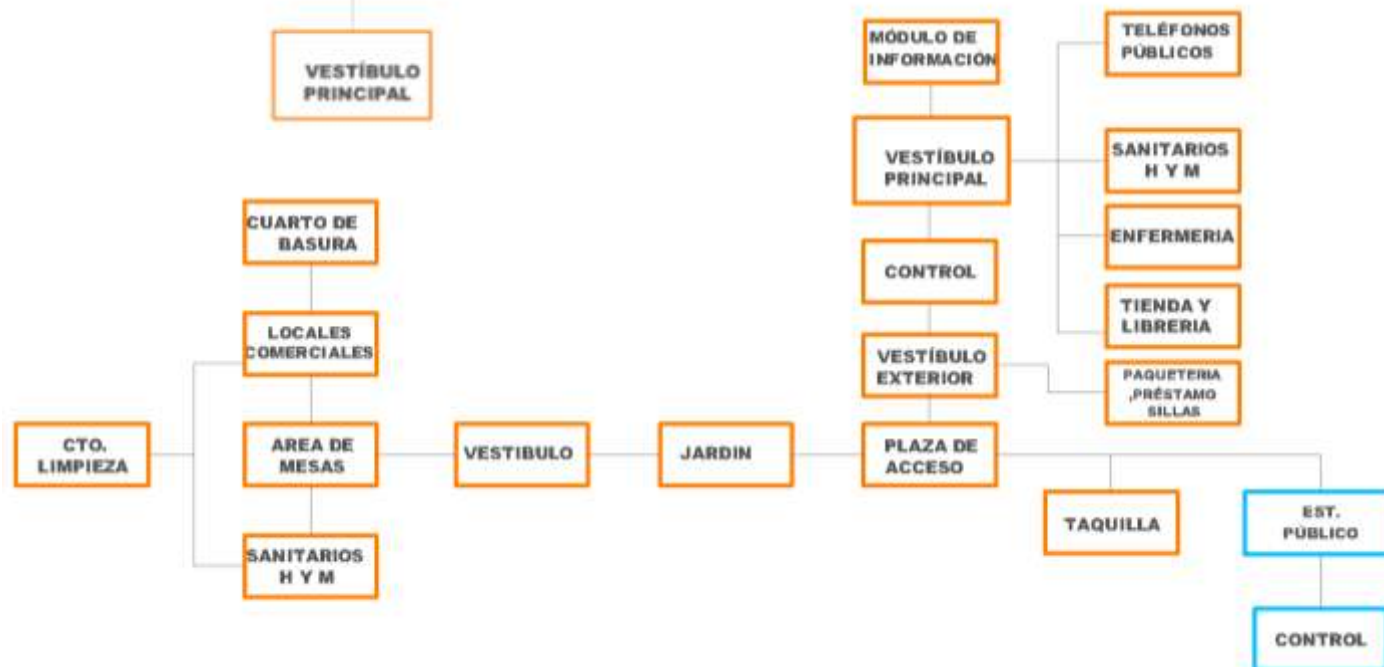 VESTÍBULO
PRINCIPAL
MÓDULO DE
INFORMACIÓN
TELÉFONOS
PÚBLICOS
VESTÍBULO
PRINCIPAL
SANITARIOS
H Y M
CUARTO DE
BASURA
ENFERMERIA
CONTROL
LOCALES
COMERCIALES
TIENDA Y
LIBRERIA
VESTÍBULO
EXTERIOR
PAQUETERIA
,PRÉSTAMO
SILLAS
CTO.
LIMPIEZA
AREA DE
MESAS
VESTIBULO
JARDIN
PLAZA DE
ACCESO
TAQUILLA
EST.
PÚBLICO
SANITARIOS
H Y M
CONTROL